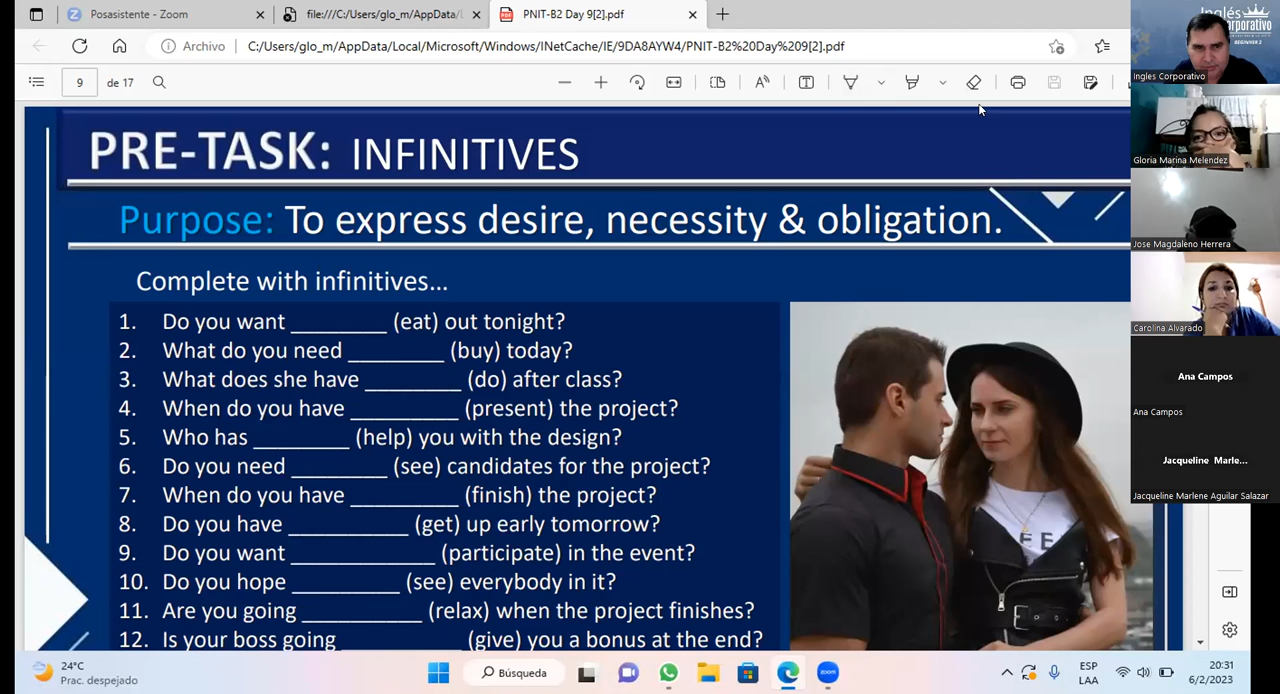 Posasistente - Zoom
file:///C:/Users/glo_m/AppData/L
PNIT-B2 Day 9[2].pdf
Archivo
C:/Users/glo_m/AppData/Local/Microsoft/Windows/INetCache/IE/9DA8AYW4/PNIT-B2%20Day%209[2].pdf
9 de 17
PRE-TASK: INFINITIVES
Purpose: To express desire, necessity & obligation.
Complete with infinitives...
1. Do you want ________ (eat) out tonight?
2. What do you need ________ (buy) today?
3. What does she have ________ (do) after class?
4. When do you have _________ (present) the project?
5. Who has ________ (help) you with the design?
6. Do you need ________ (see) candidates for the project?
7. When do you have _________ (finish) the project?
8. Do you have __________ (get) up early tomorrow?
9. Do you want ____________ (participate) in the event?
10. Do you hope _________ (see) everybody in it?
11. Are you going __________ (relax) when the project finishes?
12. Is your boss going __________ (give) you a bonus at the end?
FE
Inglés
Corporativo
BEGINNER 2
Ingles Corporativo
Gloria Marina Melendez
Jose Magdaleno Herrera
Carolina Alvarado
Ana Campos
Ana Campos
Jacqueline Marle...
Jacqueline Marlene Aguilar Salazar
24°C
Prac. despejado
Búsqueda
zoom
ESP
LAA
20:31
6/2/2023